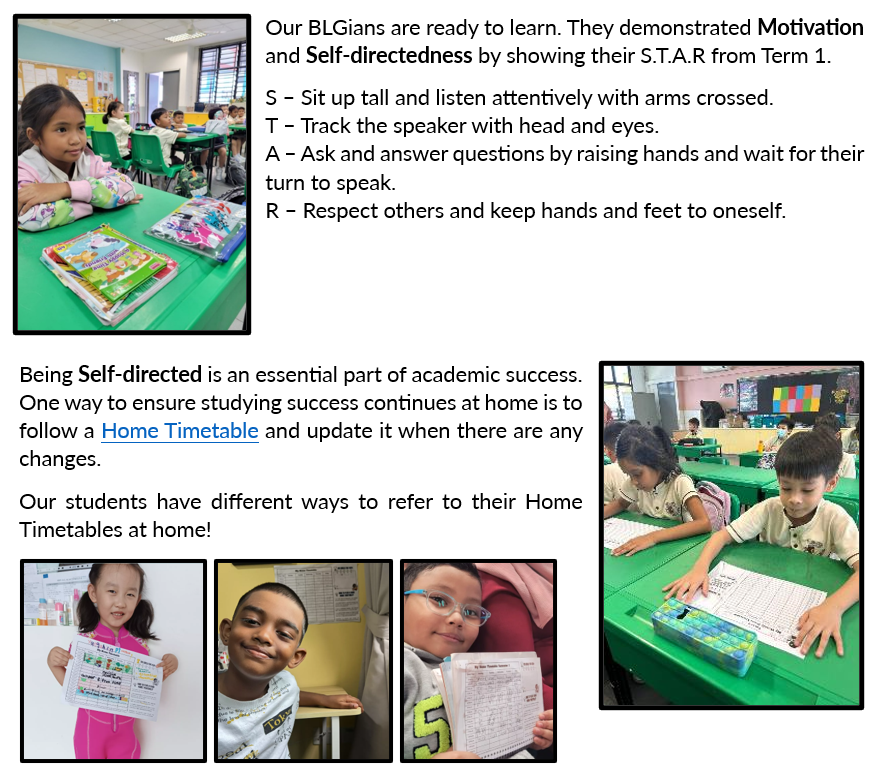 Our BLGians are ready to learn. They demonstrated Motivation
and Self-directedness by showing their S.T.A.R from Term 1.
S – Sit up tall and listen attentively with arms crossed.
T – Track the speaker with head and eyes.
A – Ask and answer questions by raising hands and wait for their
turn to speak.
R – Respect others and keep hands and feet to oneself.
Being Self-directed is an essential part of academic success.
One way to ensure studying success continues at home is to
follow a Home Timetable and update it when there are any
changes.
Our students have different ways to refer to their Home
Timetables at home!